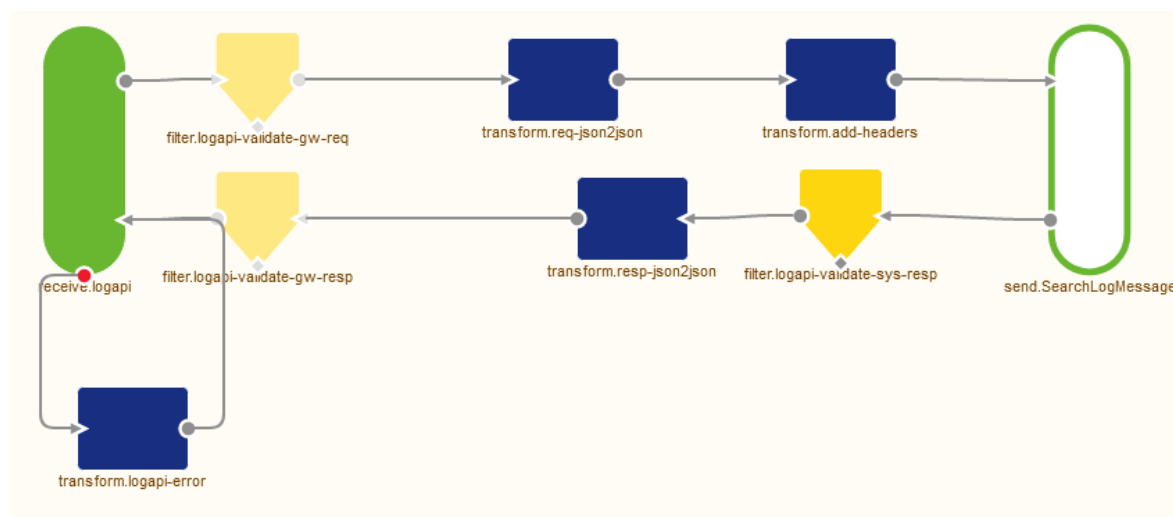 filter.logapi-validate-gw-req
transform.req-json2json
transform.add-headers
filter.logapi-validate-gw-resp
transform.resp-json2json
filter.logapi-validate-sys-resp
receive.logapi
send.SearchLogMessage
transform.logapi-error